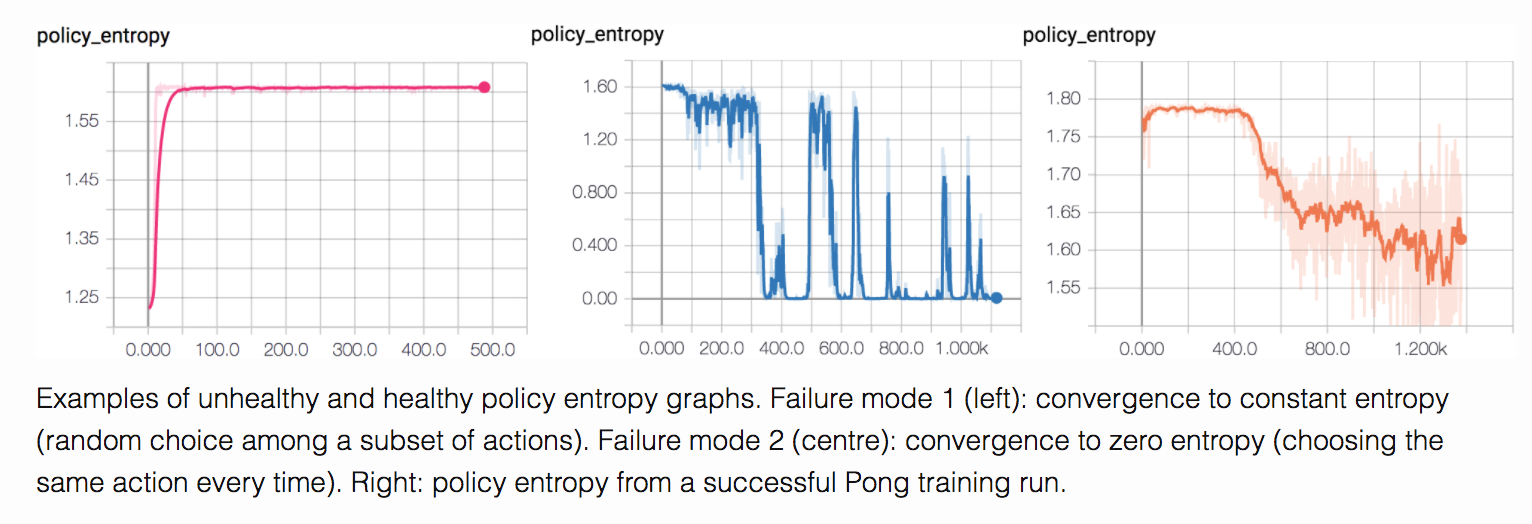 policy_entropy policy_entropy policy_entropy
1.55
1.45
1.35
1.25
0.000 100.0 200.0 300.0 400.0 500.0
1.60
1.20
0.800
0.400
0.00
0.000 200.0 400.0 600.0 800.0 1.000k
1.80
1.75
1.70
1.65
1.60
1.55
0.000 400.0 800.0 1.200k
Examples of unhealthy and healthy policy entropy graphs. Failure mode 1 (left): convergence to constant entropy
(random choice among a subset of actions). Failure mode 2 (centre): convergence to zero entropy (choosing the
same action every time). Right: policy entropy from a successful Pong training run.